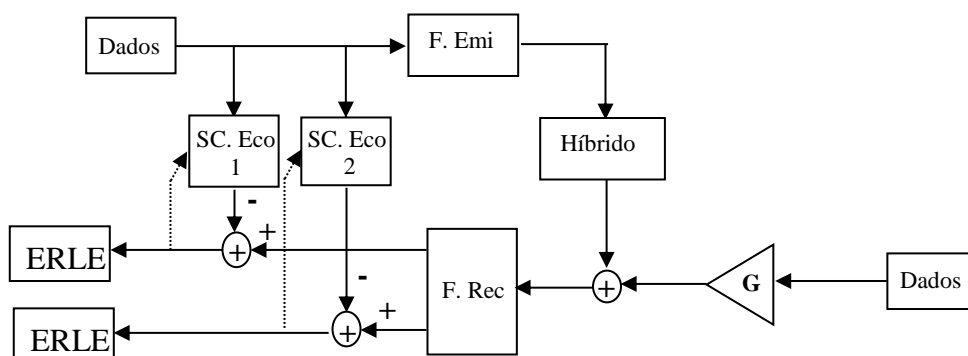 Dados
F. Emi
SC. Eco
1
SC. Eco
2
Híbrido
-
+
ERLE
+
-
F. Rec
+
G
Dados
+
ERLE
+